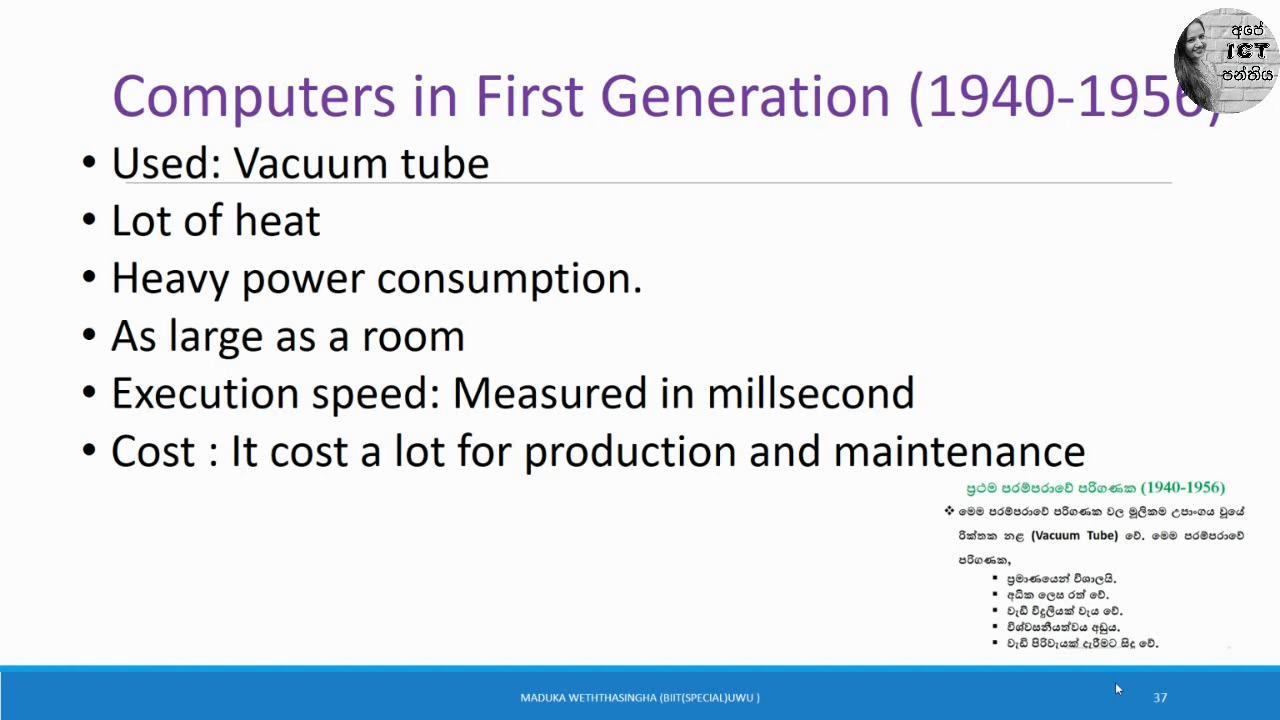 අපේ
ICT
පන්තිය
Computers in First Generation (1940-1956)
• Used: Vacuum tube
• Lot of heat
• Heavy power consumption.
• As large as a room
• Execution speed: Measured in millsecond
• Cost : It cost a lot for production and maintenance
ප්‍රථම පරම්පරාවේ පරිගණක (1940-1956)
❖ මෙම පරම්පරාවේ පරිගණක වල මූලිකම උපාංගය වූයේ
රික්තක නළ (Vacuum Tube) වේ. මෙම පරම්පරාවේ
පරිගණක,
▪ ප්‍රමාණයෙන් විශාලයි.
▪ අධික ලෙස රත් වේ.
▪ වැඩි විදුලියක් වැය වේ.
▪ විශ්වසනීයත්වය අඩුය.
▪ වැඩි පිරිවැයක් දැරීමට සිදු වේ.
MADUKA WETHTHASINGHA (BIIT(SPECIAL)UWU )
37